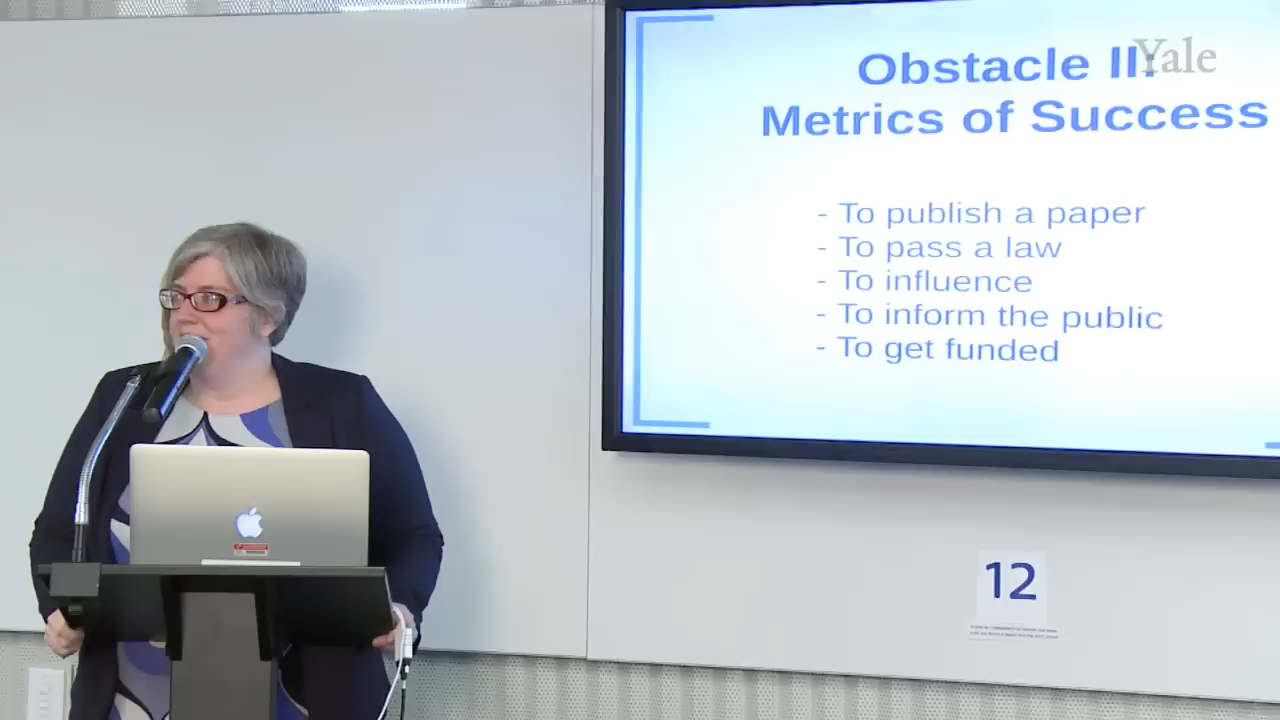 Obstacle II:
Metrics of Success
- To publish a paper
- To pass a law
- To influence
- To inform the public
- To get funded
Yale
12